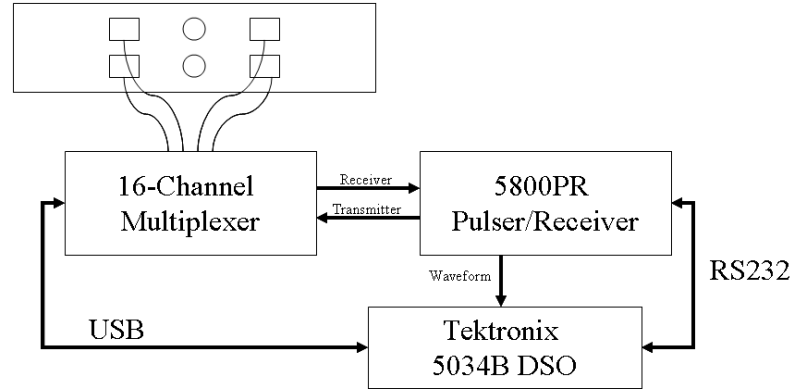 16-Channel
Multiplexer
Receiver
Transmitter
5800PR
Pulser/Receiver
Waveform
RS232
USB
Tektronix
5034B DSO